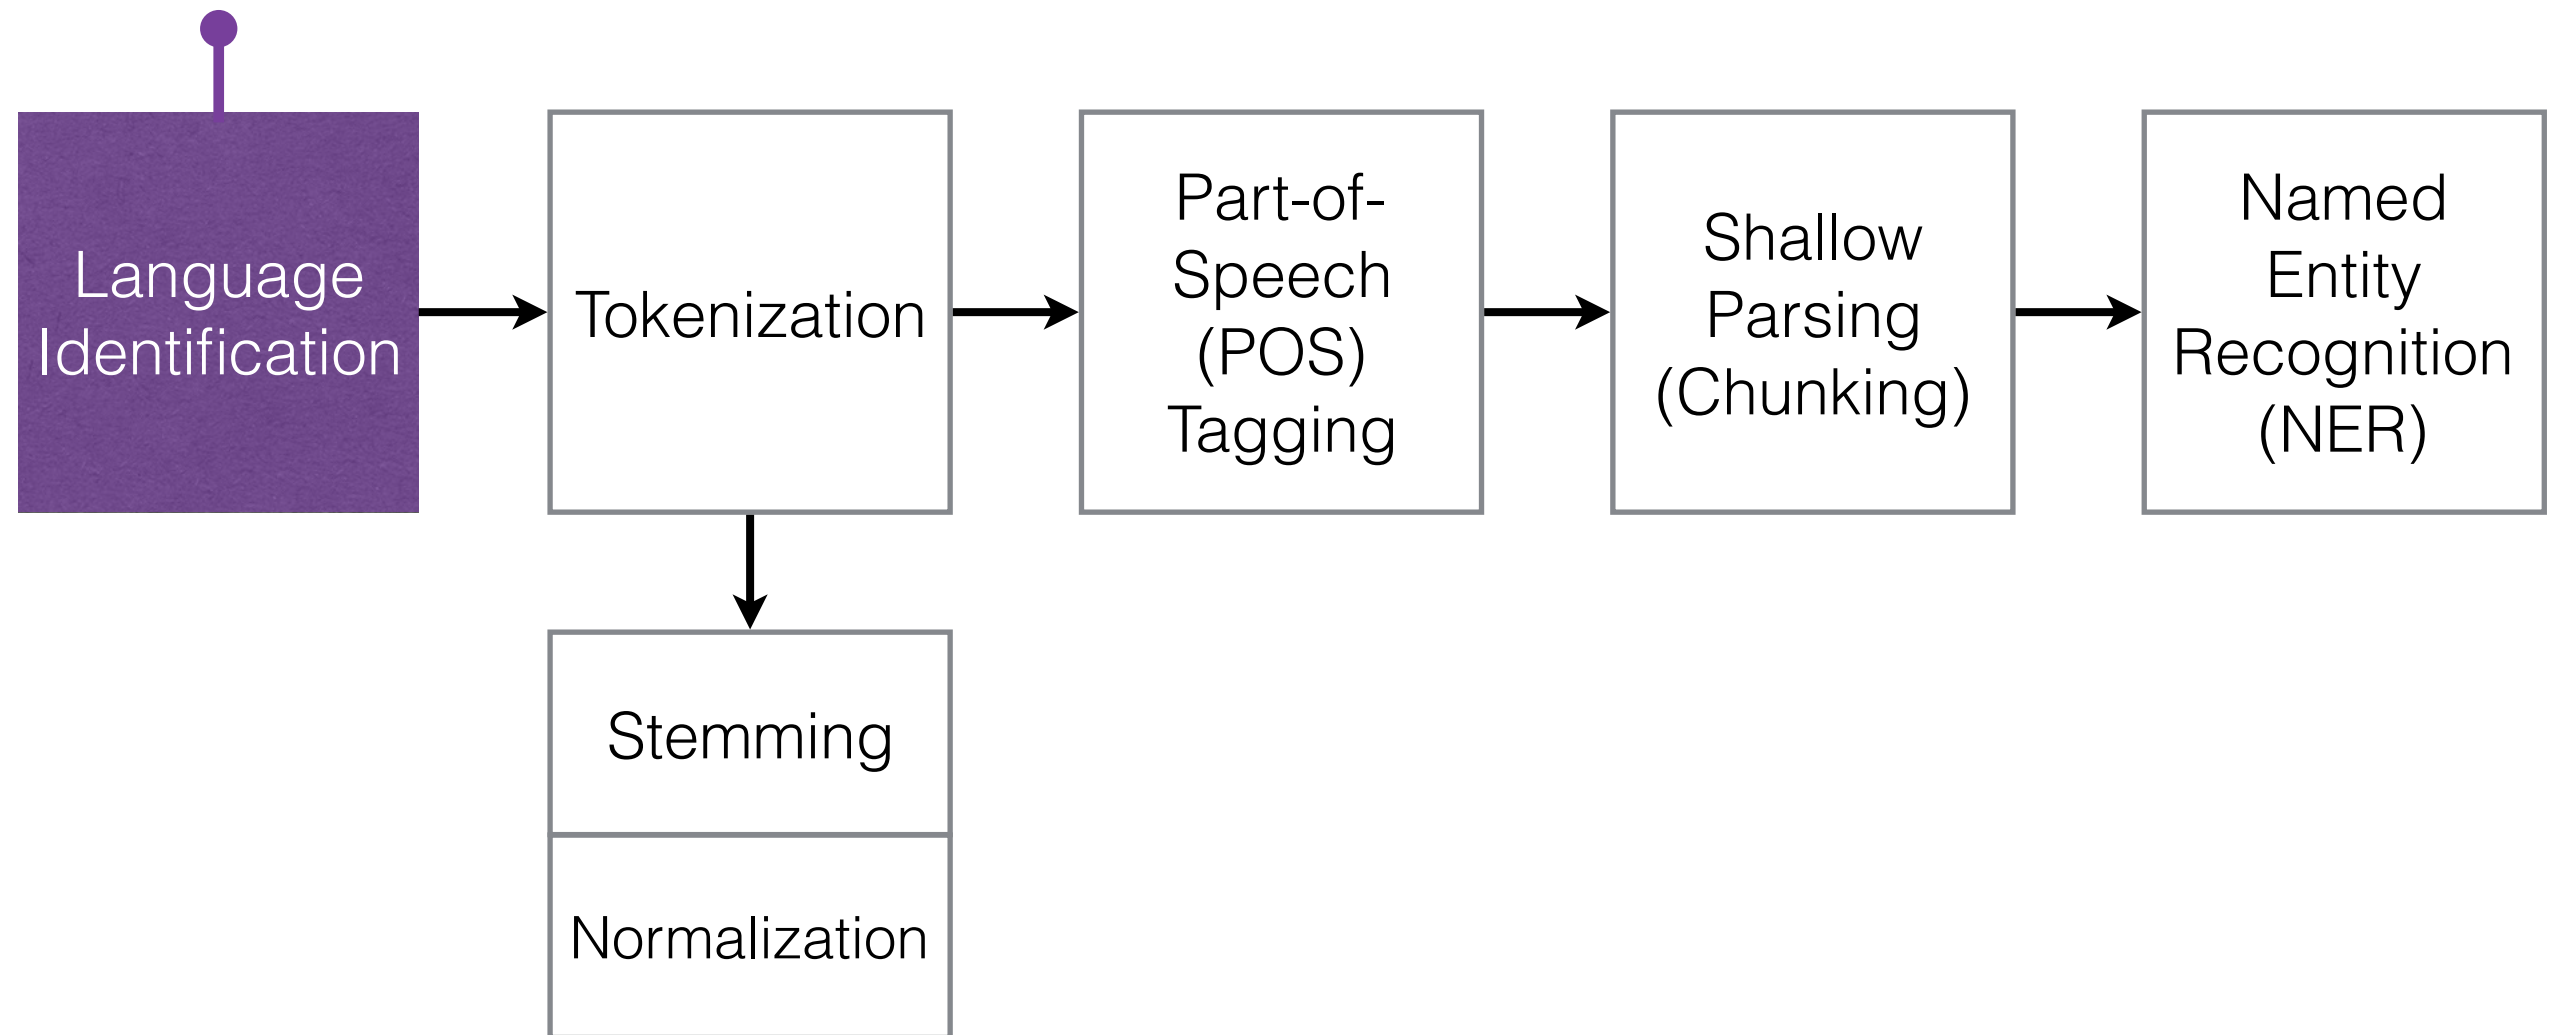 Language
Identification
Tokenization
Part-of-
Speech
(POS)
Tagging
Shallow
Parsing
(Chunking)
Named
Entity
Recognition
(NER)
Stemming
Normalization